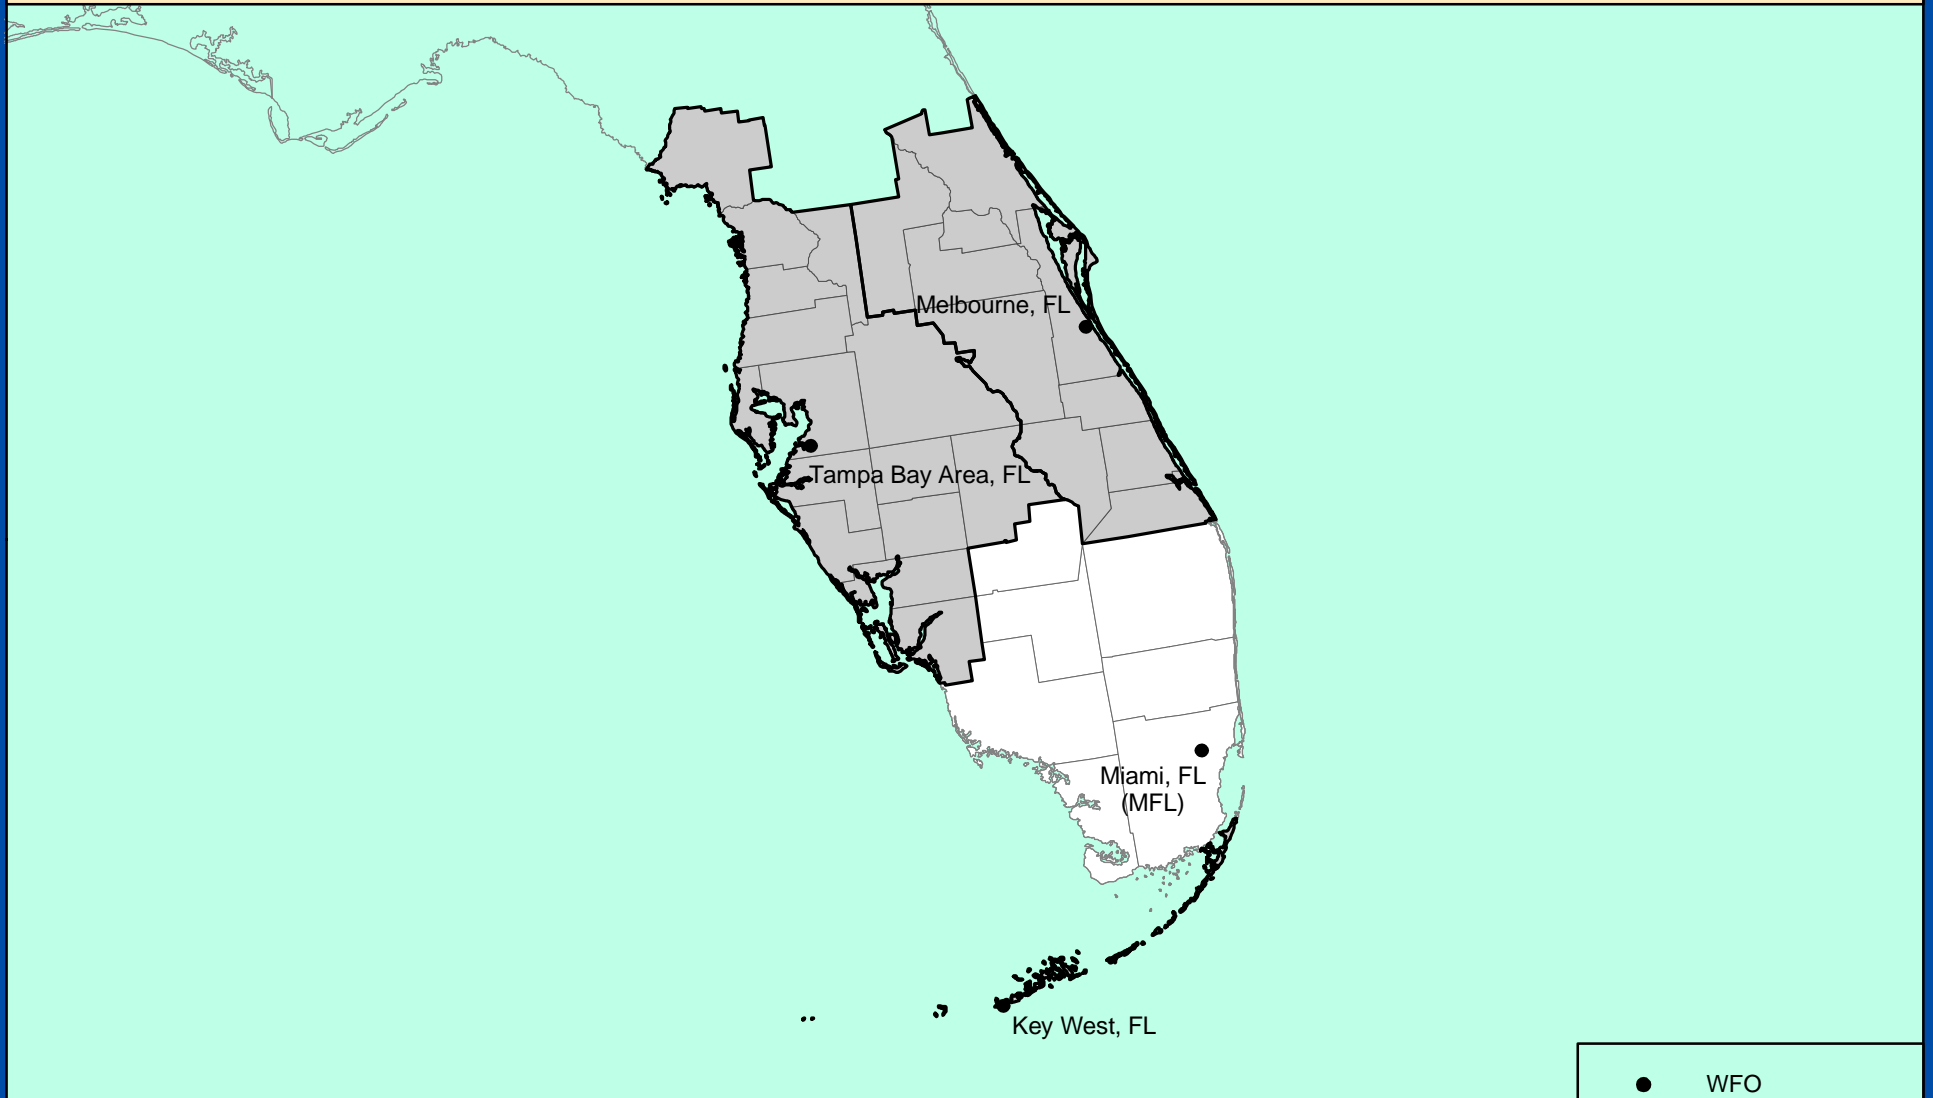 Melbourne, FL
Tampa Bay Area, FL
Miami, FL
(MFL)
Key West, FL
WFO